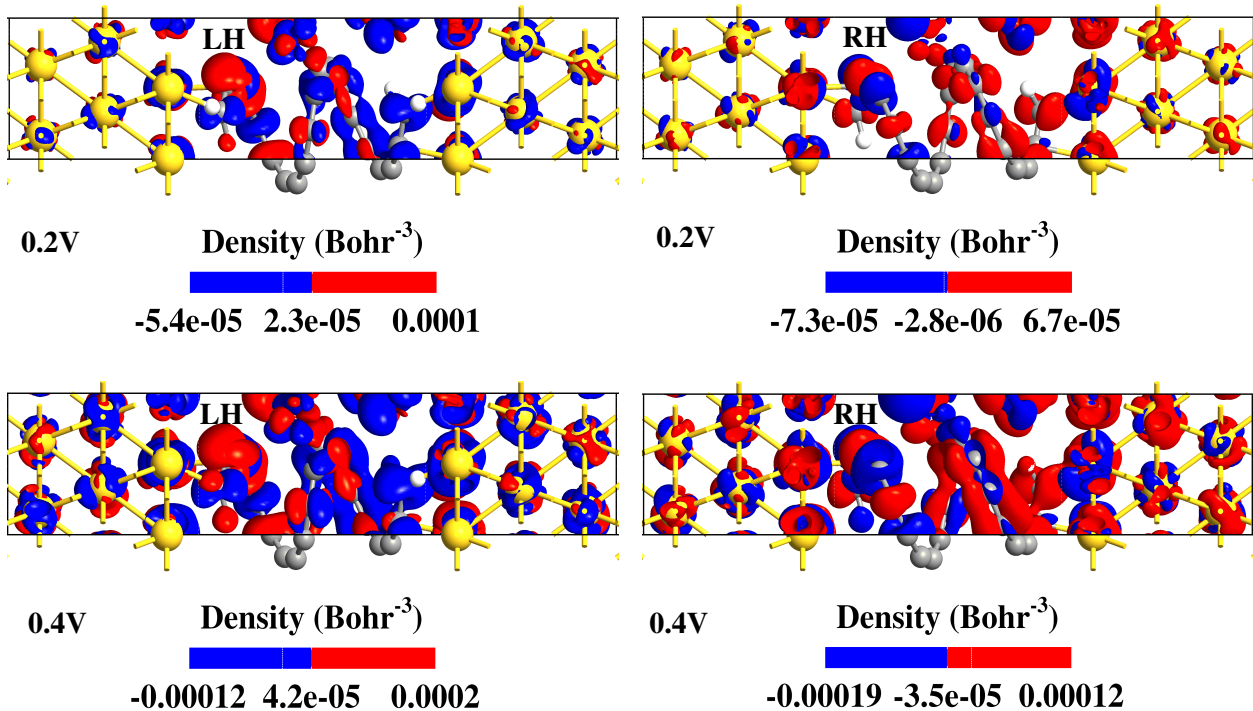 LH
0.2V
Density (Bohr-3)
-5.4e-05 2.3e-05 0.0001
RH
0.2V
Density (Bohr-3)
-7.3e-05 -2.8e-06 6.7e-05
LH
0.4V
Density (Bohr-3)
-0.00012 4.2e-05 0.0002
RH
0.4V
Density (Bohr-3)
-0.00019 -3.5e-05 0.00012